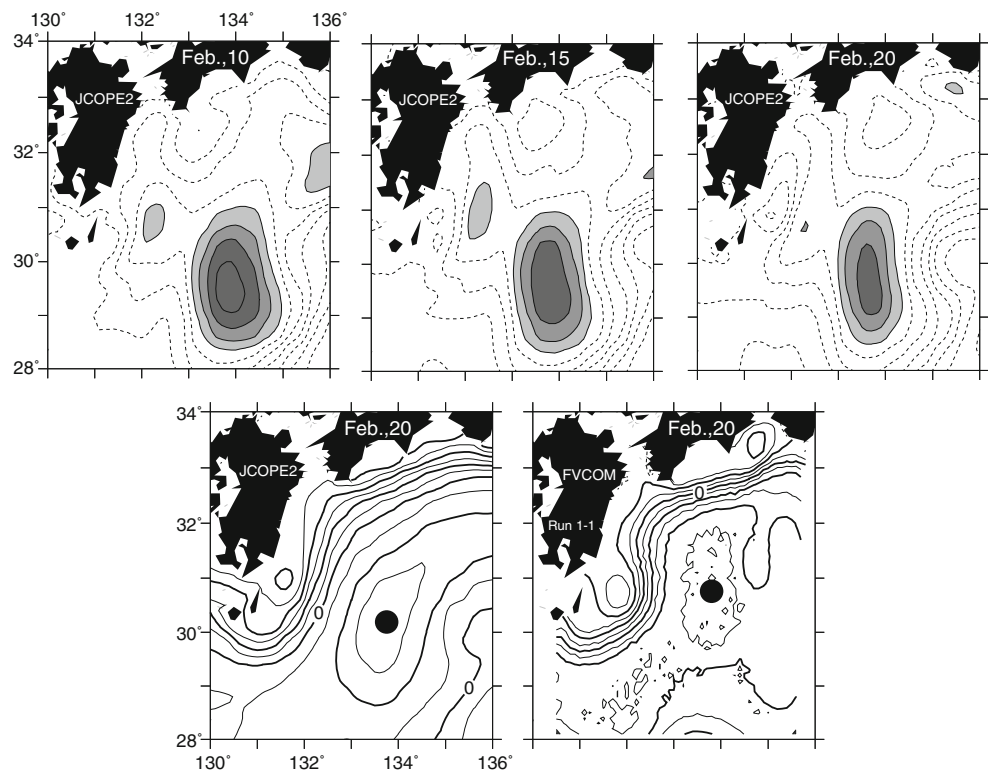 130° 132° 134° 136°
34° Feb.,10 Feb.,15 Feb.,20
JCOPE2 JCOPE2 JCOPE2
32°
30°
28°
34° Feb.,20 Feb.,20
JCOPE2 FVCOM
0
32° Run 1-1
0
30°
0
28°
130° 132° 134° 136°